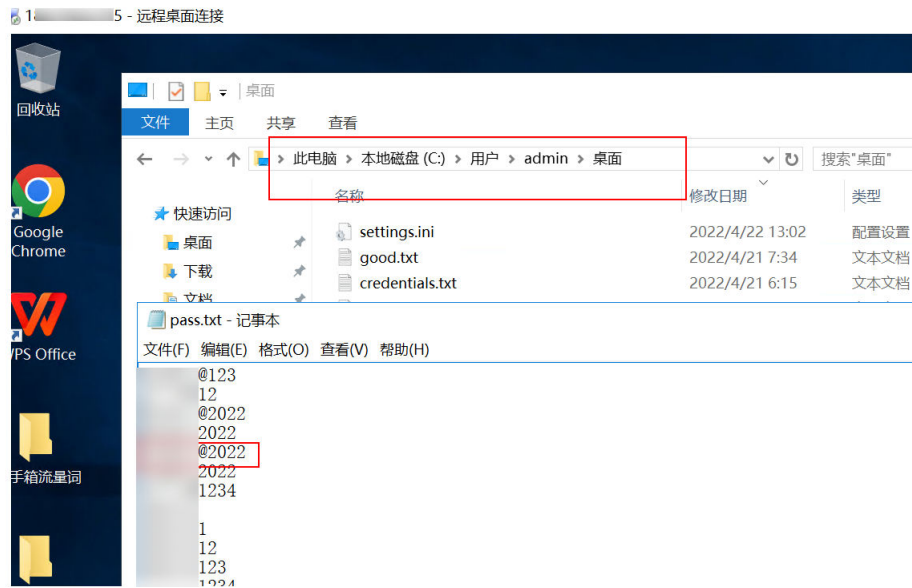 5 - 远程桌面连接
回收站
桌面
文件 主页 共享 查看
此电脑 > 本地磁盘 (C:) > 用户 > admin > 桌面
搜索"桌面"
名称 修改日期 类型
快速访问
Google
Chrome
桌面
下载
文档
settings.ini 2022/4/22 13:02 配置设置
good.txt 2022/4/21 7:34 文本文档
credentials.txt 2022/4/21 6:15 文本文档
WPS Office
pass.txt - 记事本
文件(F) 编辑(E) 格式(O) 查看(V) 帮助(H)
@123
12
@2022
2022
@2022
2022
1234
1
12
123
1234
手箱流量词